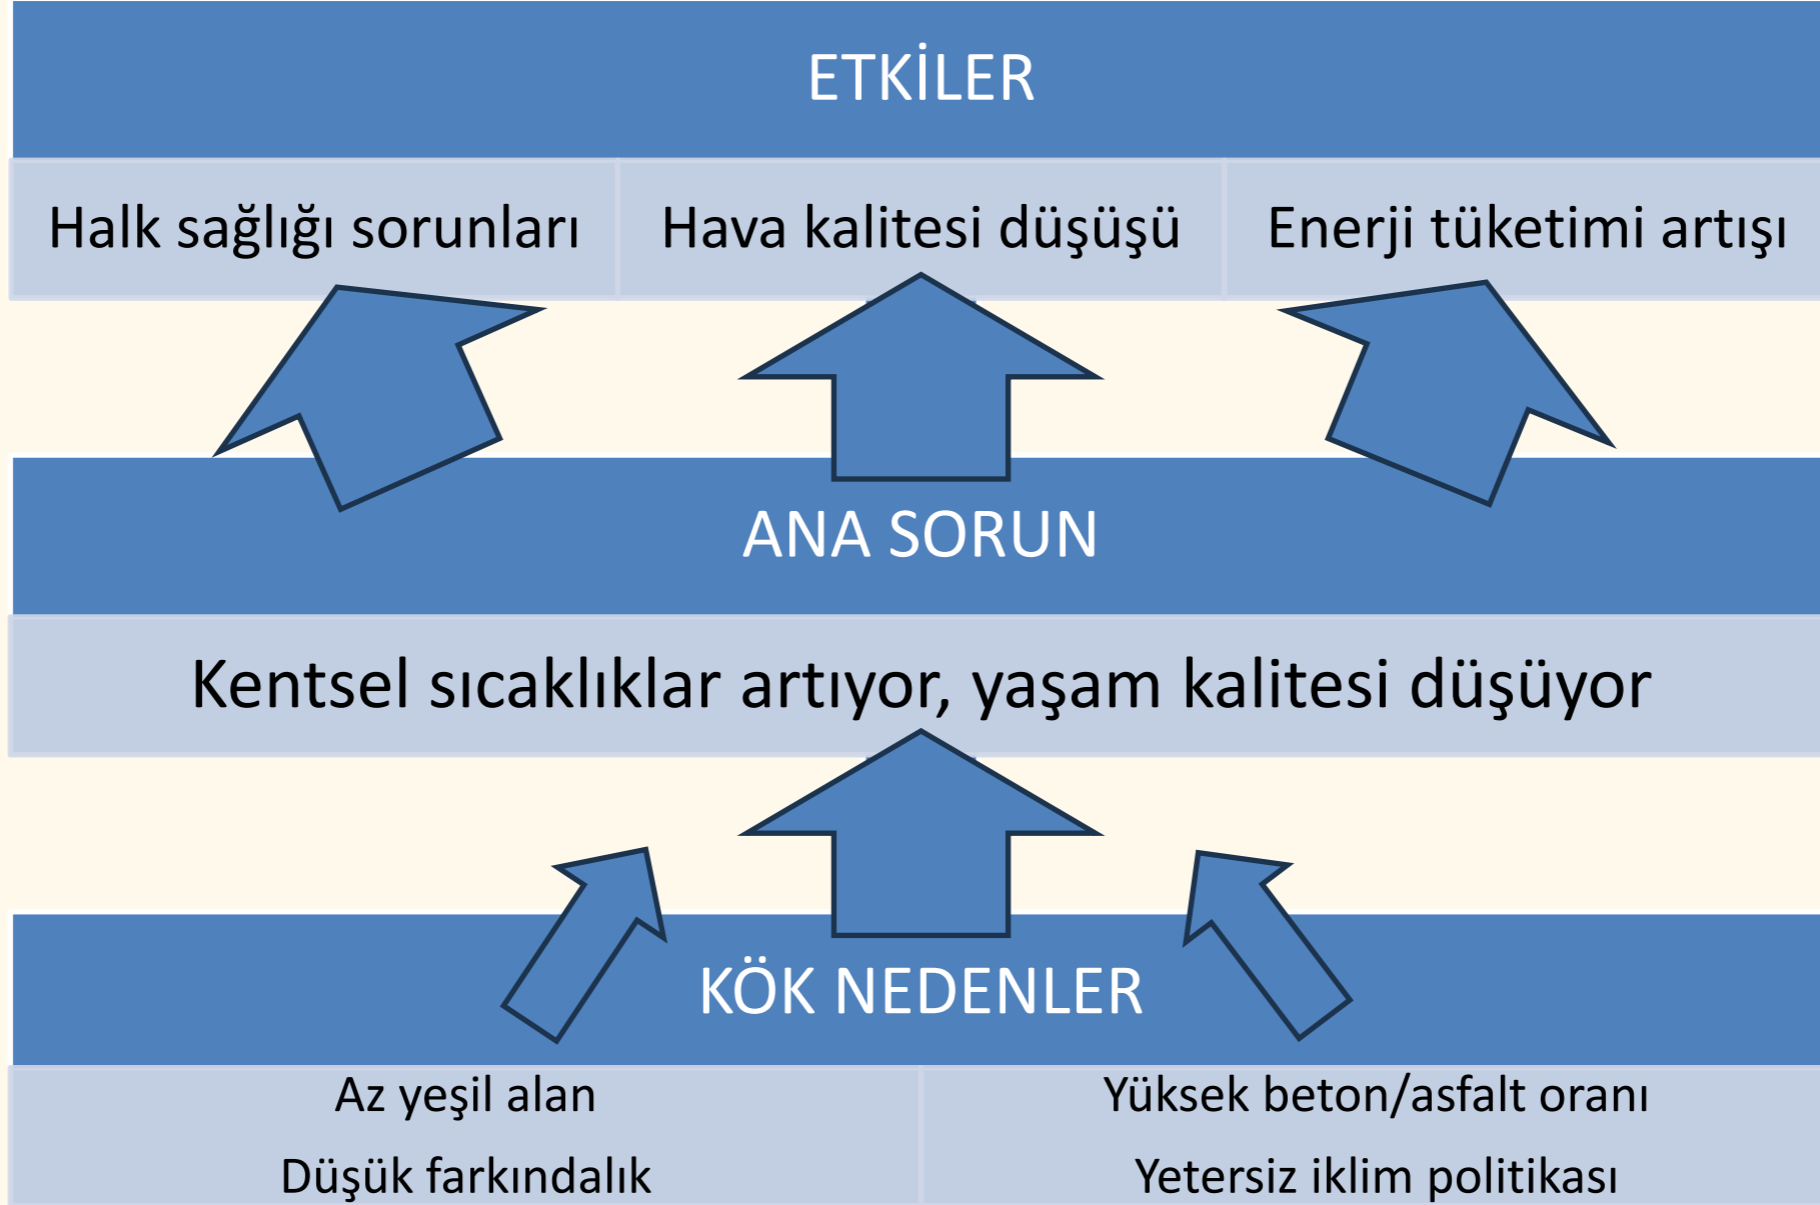 ETKİLER
Halk sağlığı sorunları
Hava kalitesi düşüşü
Enerji tüketimi artışı
ANA SORUN
Kentsel sıcaklıklar artıyor, yaşam kalitesi düşüyor
KÖK NEDENLER
Az yeşil alan
Düşük farkındalık
Yüksek beton/asfalt oranı
Yetersiz iklim politikası